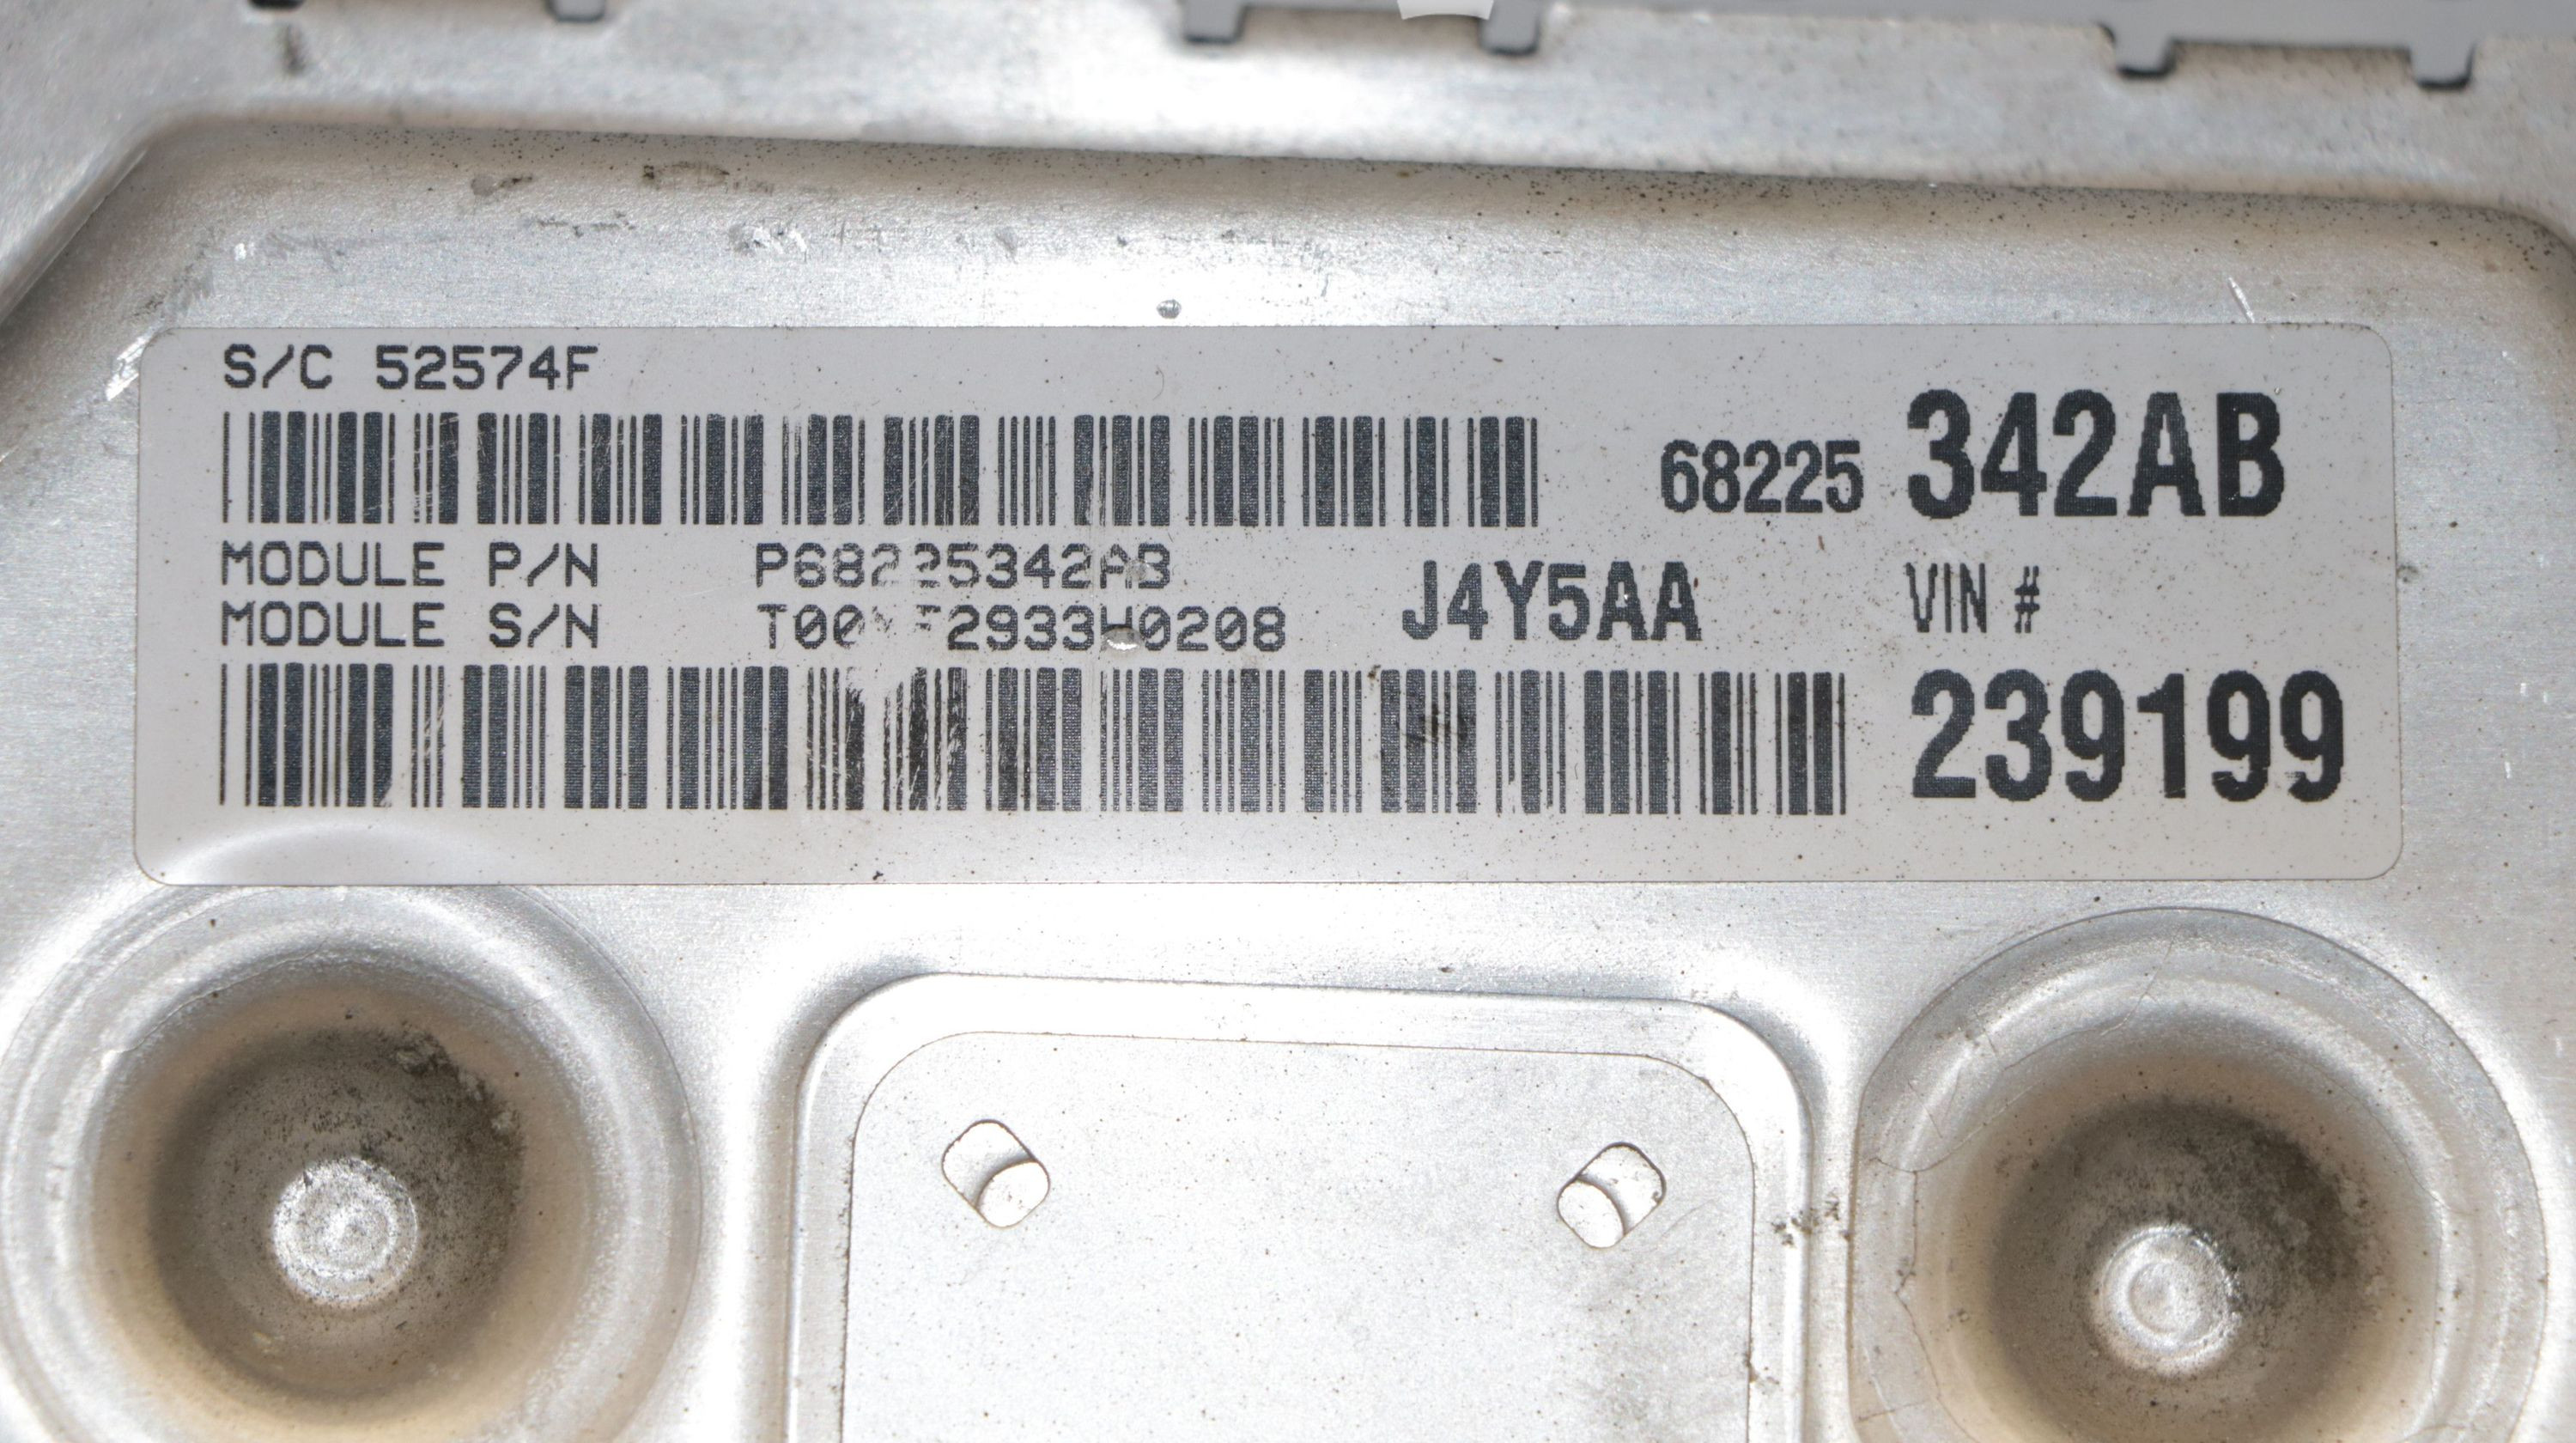 S/C 52574F
68225 342AB
MODULE P/N P68225342AB
J4Y5AA
VIN #
MODULE S/N
239199